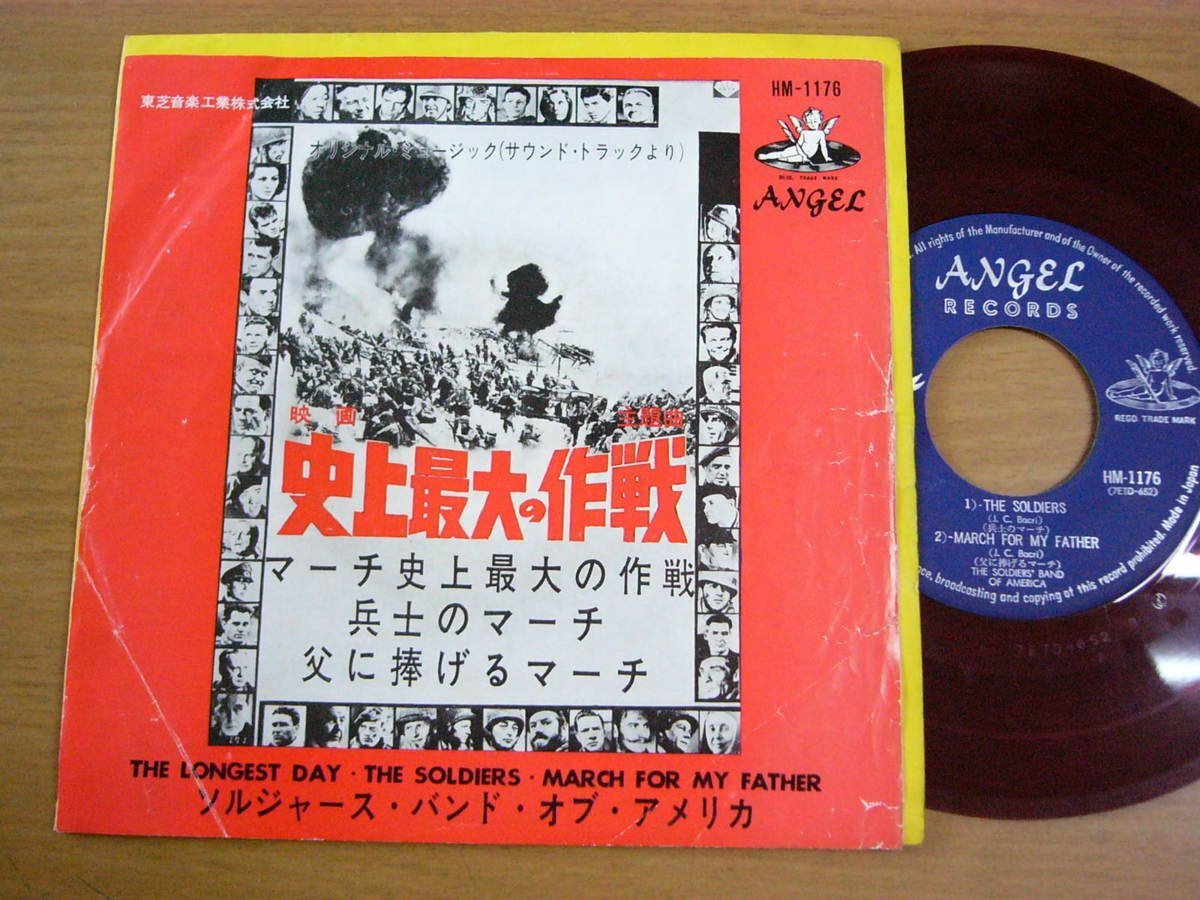 東芝音楽工業株式会社
HM-1176
REG. TRADE MARK
ANGEL
オリジナル・ミュージック(サウンド・トラックより)
映画
主題曲
史上最大の作戦
マーチ史上最大の作戦
兵士のマーチ
父に捧げるマーチ
THE LONGEST DAY · THE SOLDIERS · MARCH FOR MY FATHER
ソルジャース・バンド・オブ・アメリカ
All rights of the Manufacturer and of the Owner of the recorded work reserved.
ANGEL
RECORDS
REGD TRADE MARK
HM-1176
(7ETD-652)
1)-THE SOLDIERS
(J. C. Bacri)
(兵士のマーチ)
2)-MARCH FOR MY FATHER
(J. C. Bacri)
(父に捧げるマーチ)
THE SOLDIERS' BAND
OF AMERICA
broadcasting and copying of this record prohibited. Made in Japan
7ETD-652